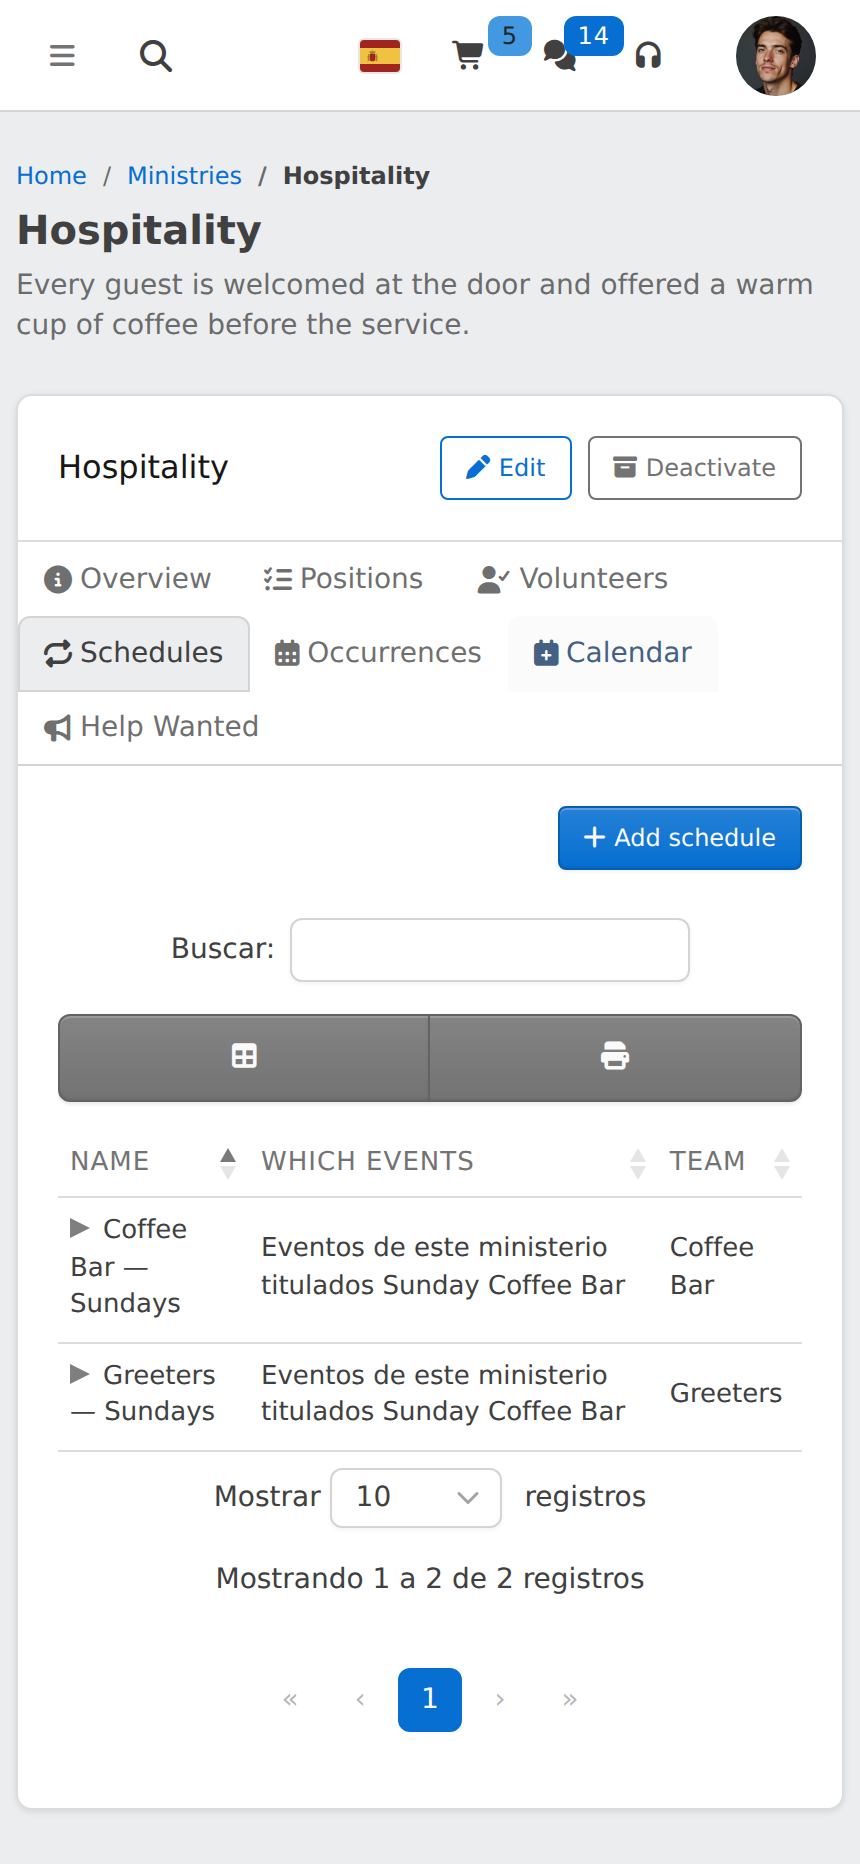 5
14
Home / Ministries / Hospitality
Hospitality
Every guest is welcomed at the door and offered a warm
cup of coffee before the service.
Hospitality
Edit
Deactivate
Overview
Positions
Volunteers
Schedules
Occurrences
Calendar
Help Wanted
Add schedule
Buscar:
NAME
WHICH EVENTS
TEAM
Coffee
Bar —
Sundays
Eventos de este ministerio
titulados Sunday Coffee Bar
Coffee
Bar
Greeters
— Sundays
Eventos de este ministerio
titulados Sunday Coffee Bar
Greeters
Mostrar 10 registros
Mostrando 1 a 2 de 2 registros
« ‹ 1 › »